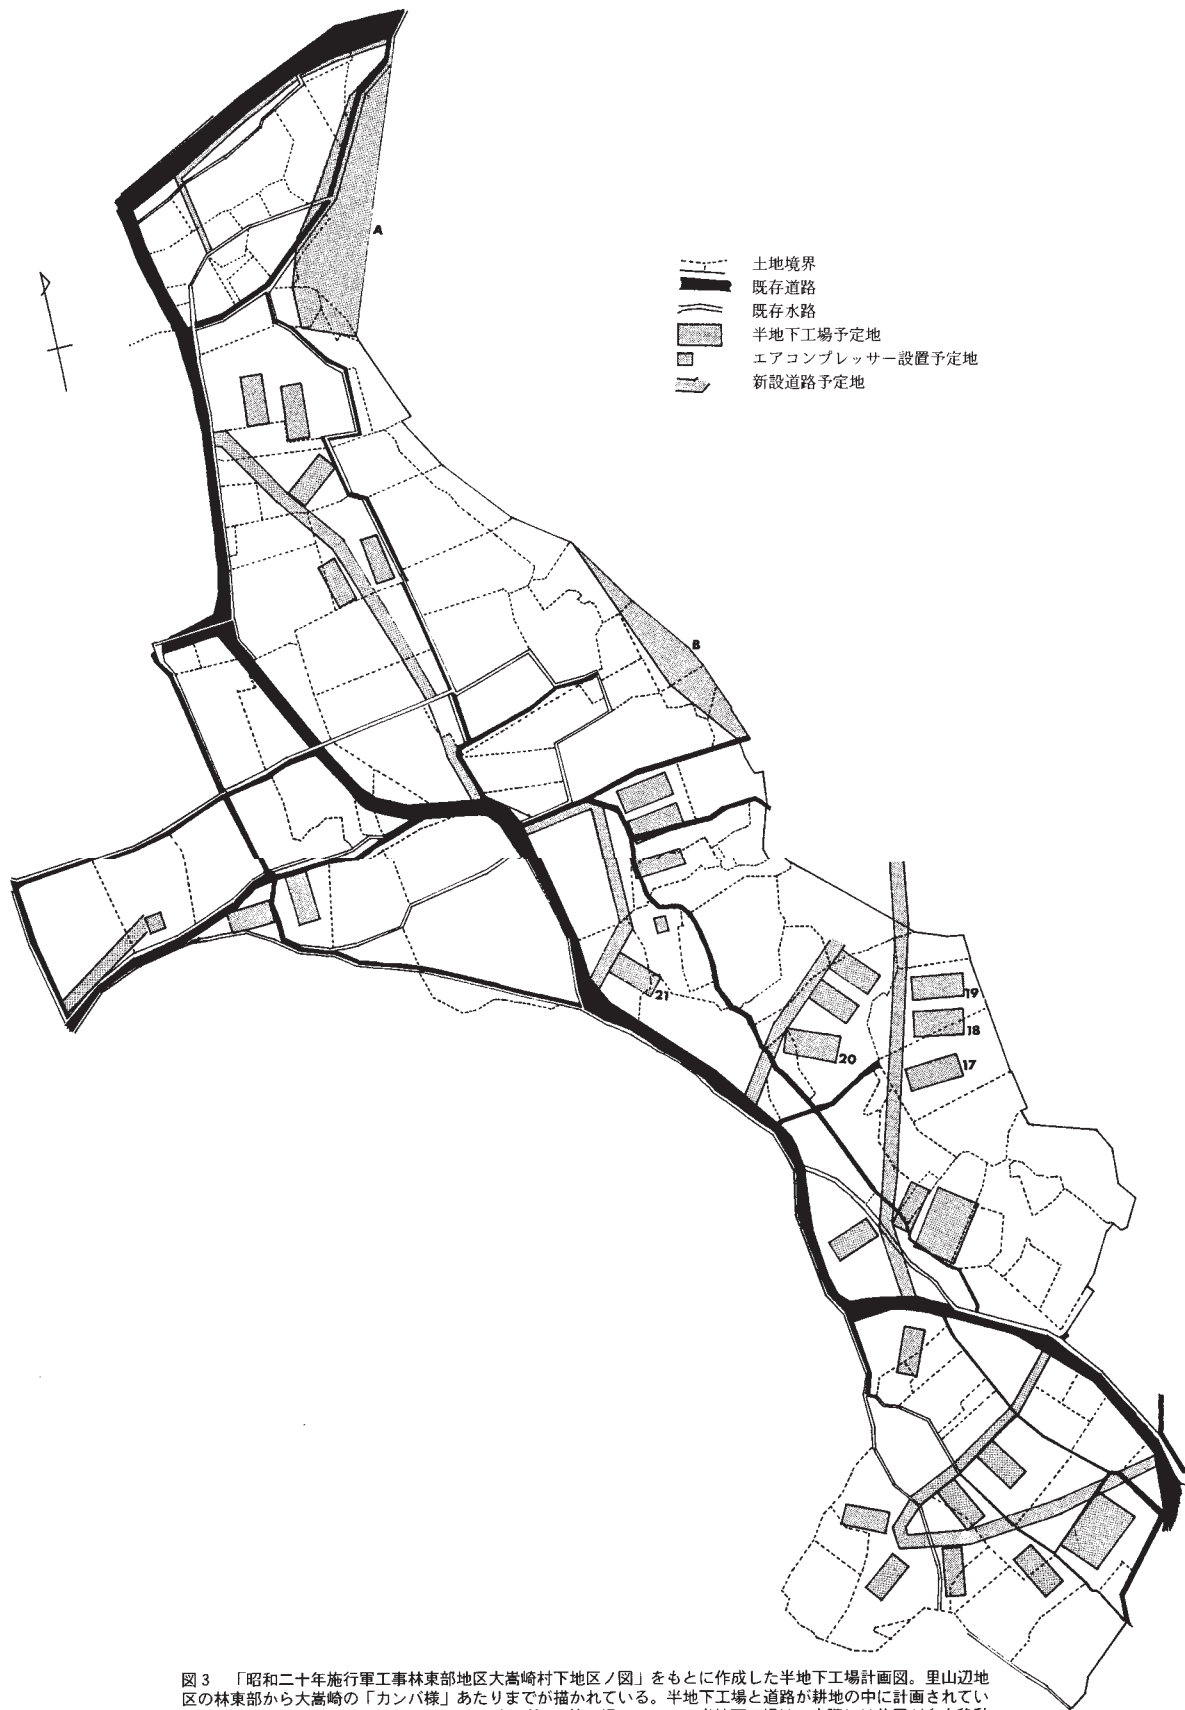 A
土地境界
既存道路
既存水路
半地下工場予定地
エアコンプレッサー設置予定地
新設道路予定地
B
21
19
18
20
17
図3 「昭和二十年施行軍工事林東部地区大嵩崎村下地区ノ図」をもとに作成した半地下工場計画図。里山辺地
区の林東部から大嵩崎の「カンバ様」あたりまでが描かれている。半地下工場と道路が耕地の中に計画されてい